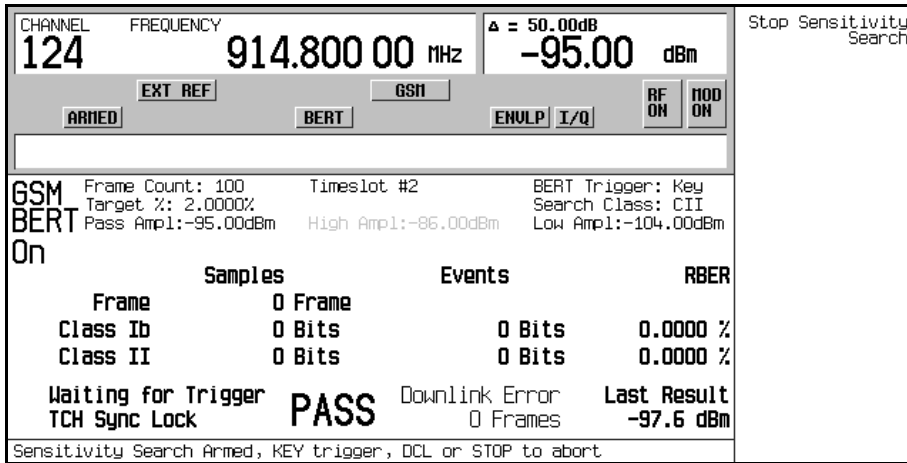 CHANNEL FREQUENCY Δ = 50.00dB
124 914.800 00 MHz -95.00 dBm
Stop Sensitivity
Search
EXT REF GSM
ARMED BERT ENVLP I/Q
RF ON MOD ON
GSM BERT On
Frame Count: 100 Timeslot #2 BERT Trigger: Key
Target %: 2.0000% Search Class: CII
Pass Ampl:-95.00dBm High Ampl:-86.00dBm Low Ampl:-104.00dBm
Samples Events RBER
Frame 0 Frame
Class Ib 0 Bits 0 Bits 0.0000 %
Class II 0 Bits 0 Bits 0.0000 %
Waiting for Trigger PASS Downlink Error Last Result
TCH Sync Lock 0 Frames -97.6 dBm
Sensitivity Search Armed, KEY trigger, DCL or STOP to abort